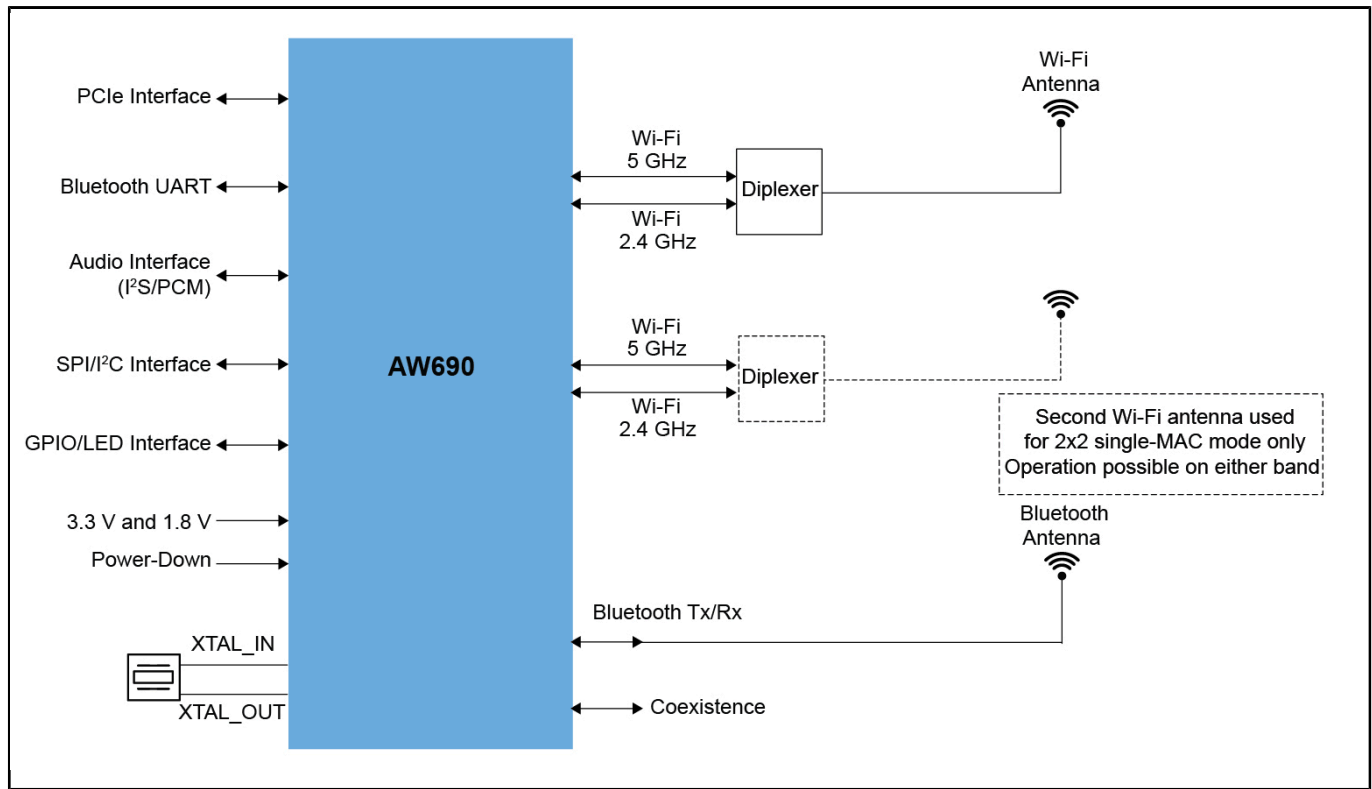 PCIe Interface
Bluetooth UART
Audio Interface
(I²S/PCM)
SPI/I²C Interface
GPIO/LED Interface
3.3 V and 1.8 V
Power-Down
XTAL_IN
XTAL_OUT
AW690
Wi-Fi
5 GHz
Wi-Fi
2.4 GHz
Diplexer
Wi-Fi
Antenna
Wi-Fi
5 GHz
Wi-Fi
2.4 GHz
Diplexer
Second Wi-Fi antenna used
for 2x2 single-MAC mode only
Operation possible on either band
Bluetooth
Antenna
Bluetooth Tx/Rx
Coexistence